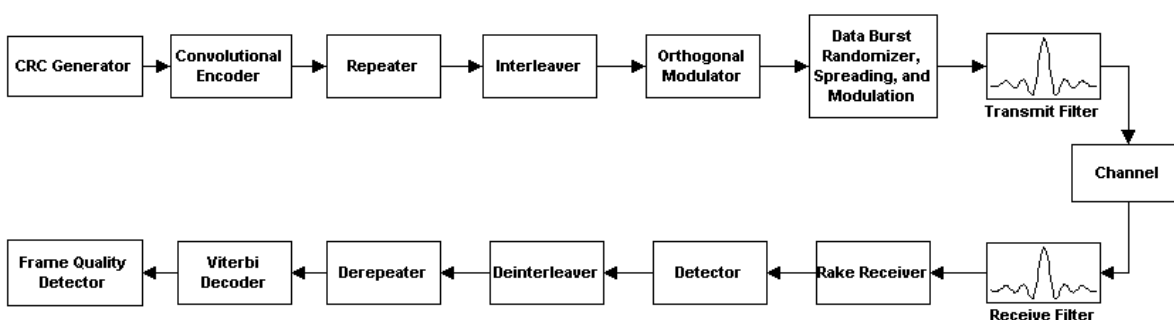 CRC Generator
Convolutional
Encoder
Repeater
Interleaver
Orthogonal
Modulator
Data Burst
Randomizer,
Spreading, and
Modulation
Transmit Filter
Channel
Frame Quality
Detector
Viterbi
Decoder
Derepeater
Deinterleaver
Detector
Rake Receiver
Receive Filter